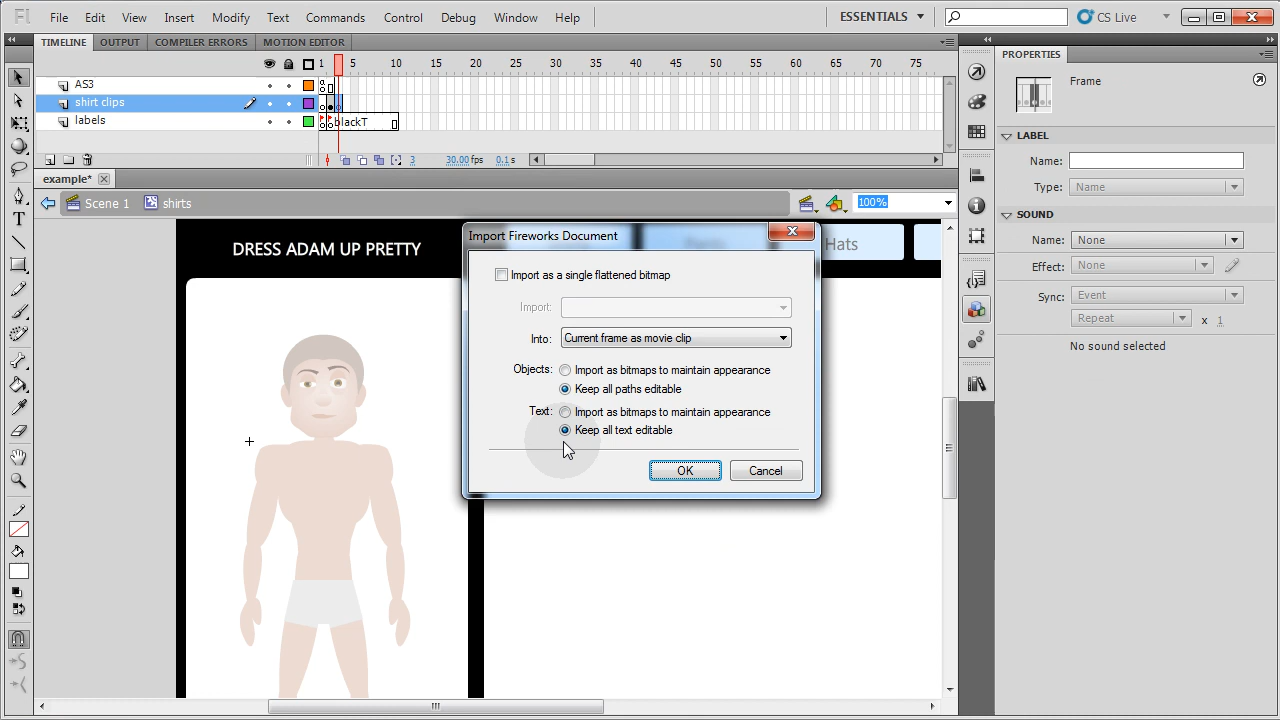 Fl File Edit View Insert Modify Text Commands Control Debug Window Help ESSENTIALS CS Live
TIMELINE OUTPUT COMPILER ERRORS MOTION EDITOR
1 5 10 15 20 25 30 35 40 45 50 55 60 65 70 75
AS3
shirt clips
labels blackT
3 30.00 fps 0.1 s
example*
Scene 1 shirts 100%
DRESS ADAM UP PRETTY
Hats
Import Fireworks Document
Import as a single flattened bitmap
Import:
Into: Current frame as movie clip
Objects: Import as bitmaps to maintain appearance
Keep all paths editable
Text: Import as bitmaps to maintain appearance
Keep all text editable
OK Cancel
PROPERTIES
Frame
LABEL
Name:
Type: Name
SOUND
Name: None
Effect: None
Sync: Event
Repeat x 1
No sound selected